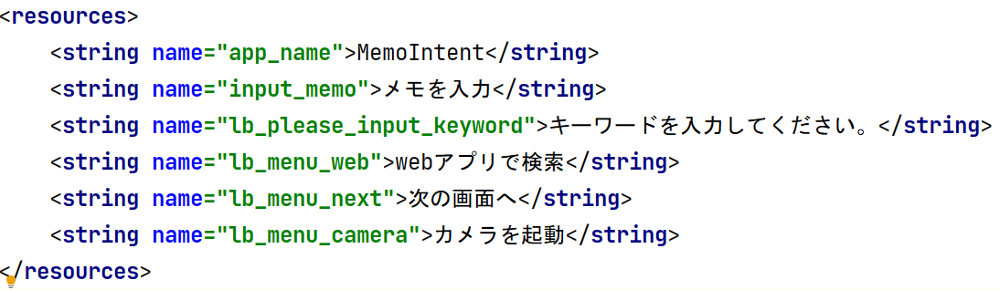 <resources>
<string name="app_name">MemoIntent</string>
<string name="input_memo">メモを入力</string>
<string name="lb_please_input_keyword">キーワードを入力してください。</string>
<string name="lb_menu_web">webアプリで検索</string>
<string name="lb_menu_next">次の画面へ</string>
<string name="lb_menu_camera">カメラを起動</string>
</resources>